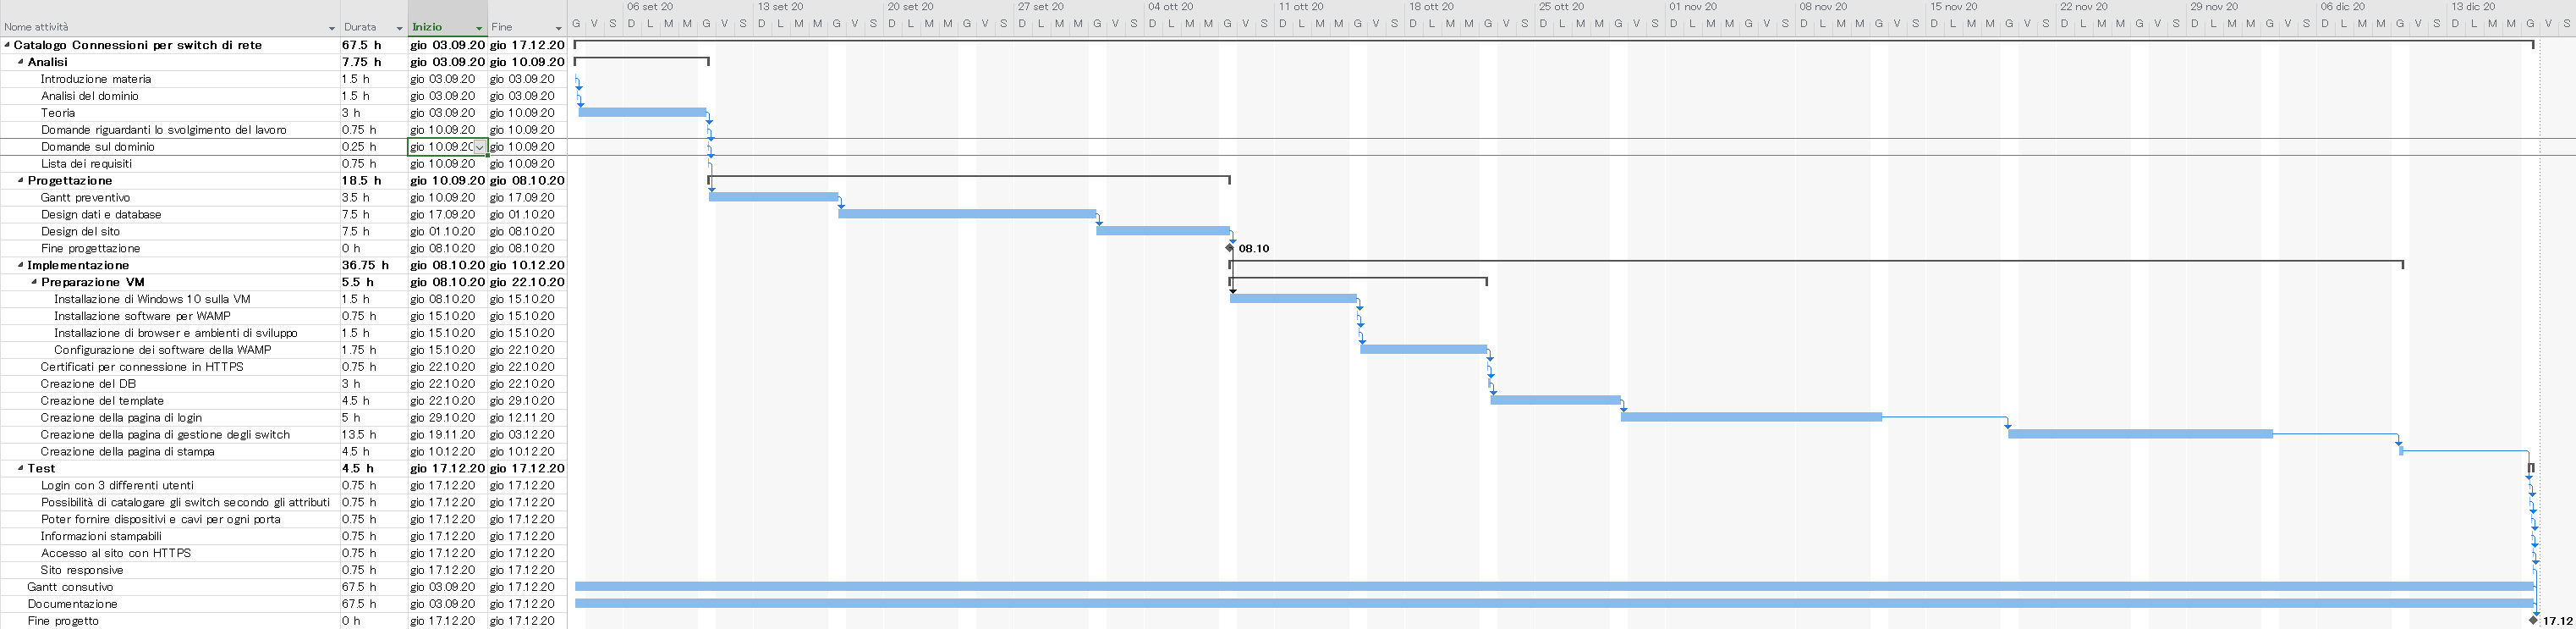 06 set 20 13 set 20 20 set 20 27 set 20 04 ott 20 11 ott 20 18 ott 20 25 ott 20 01 nov 20 08 nov 20 15 nov 20 22 nov 20 29 nov 20 06 dic 20 13 dic 20
Nome attività Durata Inizio Fine G V S D L M M G V S D L M M G V S D L M M G V S D L M M G V S D L M M G V S D L M M G V S D L M M G V S D L M M G V S D L M M G V S D L M M G V S D L M M G V S D L M M G V S D L M M G V S D L M M G V S D L M M G V S
Catalogo Connessioni per switch di rete 67.5 h gio 03.09.20 gio 17.12.20
Analisi 7.75 h gio 03.09.20 gio 10.09.20
Introduzione materia 1.5 h gio 03.09.20 gio 03.09.20
Analisi del dominio 1.5 h gio 03.09.20 gio 03.09.20
Teoria 3 h gio 03.09.20 gio 10.09.20
Domande riguardanti lo svolgimento del lavoro 0.75 h gio 10.09.20 gio 10.09.20
Domande sul dominio 0.25 h gio 10.09.20 gio 10.09.20
Lista dei requisiti 0.75 h gio 10.09.20 gio 10.09.20
Progettazione 18.5 h gio 10.09.20 gio 08.10.20
Gantt preventivo 3.5 h gio 10.09.20 gio 17.09.20
Design dati e database 7.5 h gio 17.09.20 gio 01.10.20
Design del sito 7.5 h gio 01.10.20 gio 08.10.20
Fine progettazione 0 h gio 08.10.20 gio 08.10.20 08.10
Implementazione 36.75 h gio 08.10.20 gio 10.12.20
Preparazione VM 5.5 h gio 08.10.20 gio 22.10.20
Installazione di Windows 10 sulla VM 1.5 h gio 08.10.20 gio 15.10.20
Installazione software per WAMP 0.75 h gio 15.10.20 gio 15.10.20
Installazione di browser e ambienti di sviluppo 1.5 h gio 15.10.20 gio 15.10.20
Configurazione dei software della WAMP 1.75 h gio 15.10.20 gio 22.10.20
Certificati per connessione in HTTPS 0.75 h gio 22.10.20 gio 22.10.20
Creazione del DB 3 h gio 22.10.20 gio 22.10.20
Creazione del template 4.5 h gio 22.10.20 gio 29.10.20
Creazione della pagina di login 5 h gio 29.10.20 gio 12.11.20
Creazione della pagina di gestione degli switch 13.5 h gio 19.11.20 gio 03.12.20
Creazione della pagina di stampa 4.5 h gio 10.12.20 gio 10.12.20
Test 4.5 h gio 17.12.20 gio 17.12.20
Login con 3 differenti utenti 0.75 h gio 17.12.20 gio 17.12.20
Possibilità di catalogare gli switch secondo gli attributi 0.75 h gio 17.12.20 gio 17.12.20
Poter fornire dispositivi e cavi per ogni porta 0.75 h gio 17.12.20 gio 17.12.20
Informazioni stampabili 0.75 h gio 17.12.20 gio 17.12.20
Accesso al sito con HTTPS 0.75 h gio 17.12.20 gio 17.12.20
Sito responsive 0.75 h gio 17.12.20 gio 17.12.20
Gantt consutivo 67.5 h gio 03.09.20 gio 17.12.20
Documentazione 67.5 h gio 03.09.20 gio 17.12.20
Fine progetto 0 h gio 17.12.20 gio 17.12.20 17.12